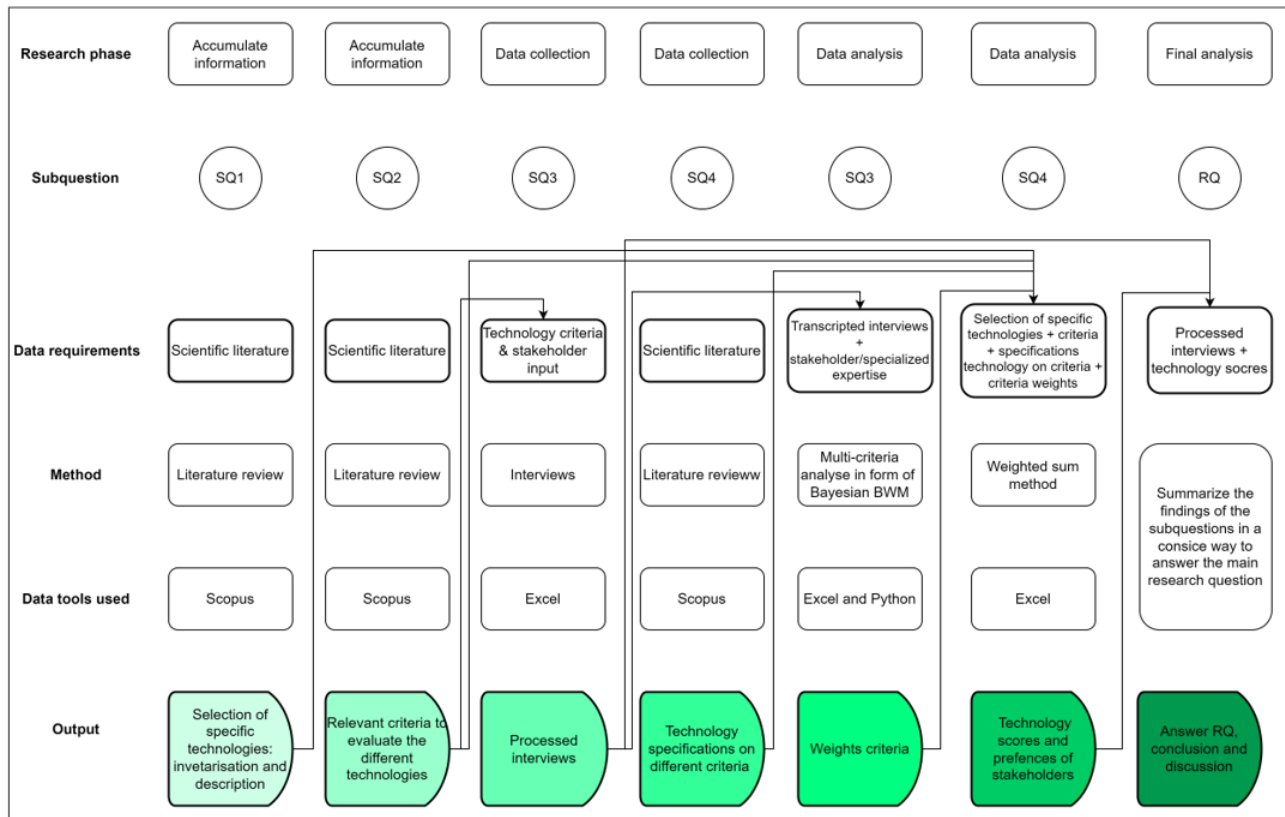 Research phase
Accumulate
information
Accumulate
information
Data collection
Data collection
Data analysis
Data analysis
Final analysis
Subquestion
SQ1
SQ2
SQ3
SQ4
SQ3
SQ4
RQ
Data requirements
Scientific literature
Scientific literature
Technology criteria
& stakeholder
input
Scientific literature
Transcripted interviews
+
stakeholder/specialized
expertise
Selection of specific
technologies + criteria
+ specifications
technology on criteria +
criteria weights
Processed
interviews +
technology socres
Method
Literature review
Literature review
Interviews
Literature revieww
Multi-criteria
analyse in form of
Bayesian BWM
Weighted sum
method
Summarize the
findings of the
subquestions in a
consice way to
answer the main
research question
Data tools used
Scopus
Scopus
Excel
Scopus
Excel and Python
Excel
Output
Selection of
specific
technologies:
invetarisation and
description
Relevant criteria to
evaluate the
different
technologies
Processed
interviews
Technology
specifications on
different criteria
Weights criteria
Technology
scores and
prefences of
stakeholders
Answer RQ,
conclusion and
discussion